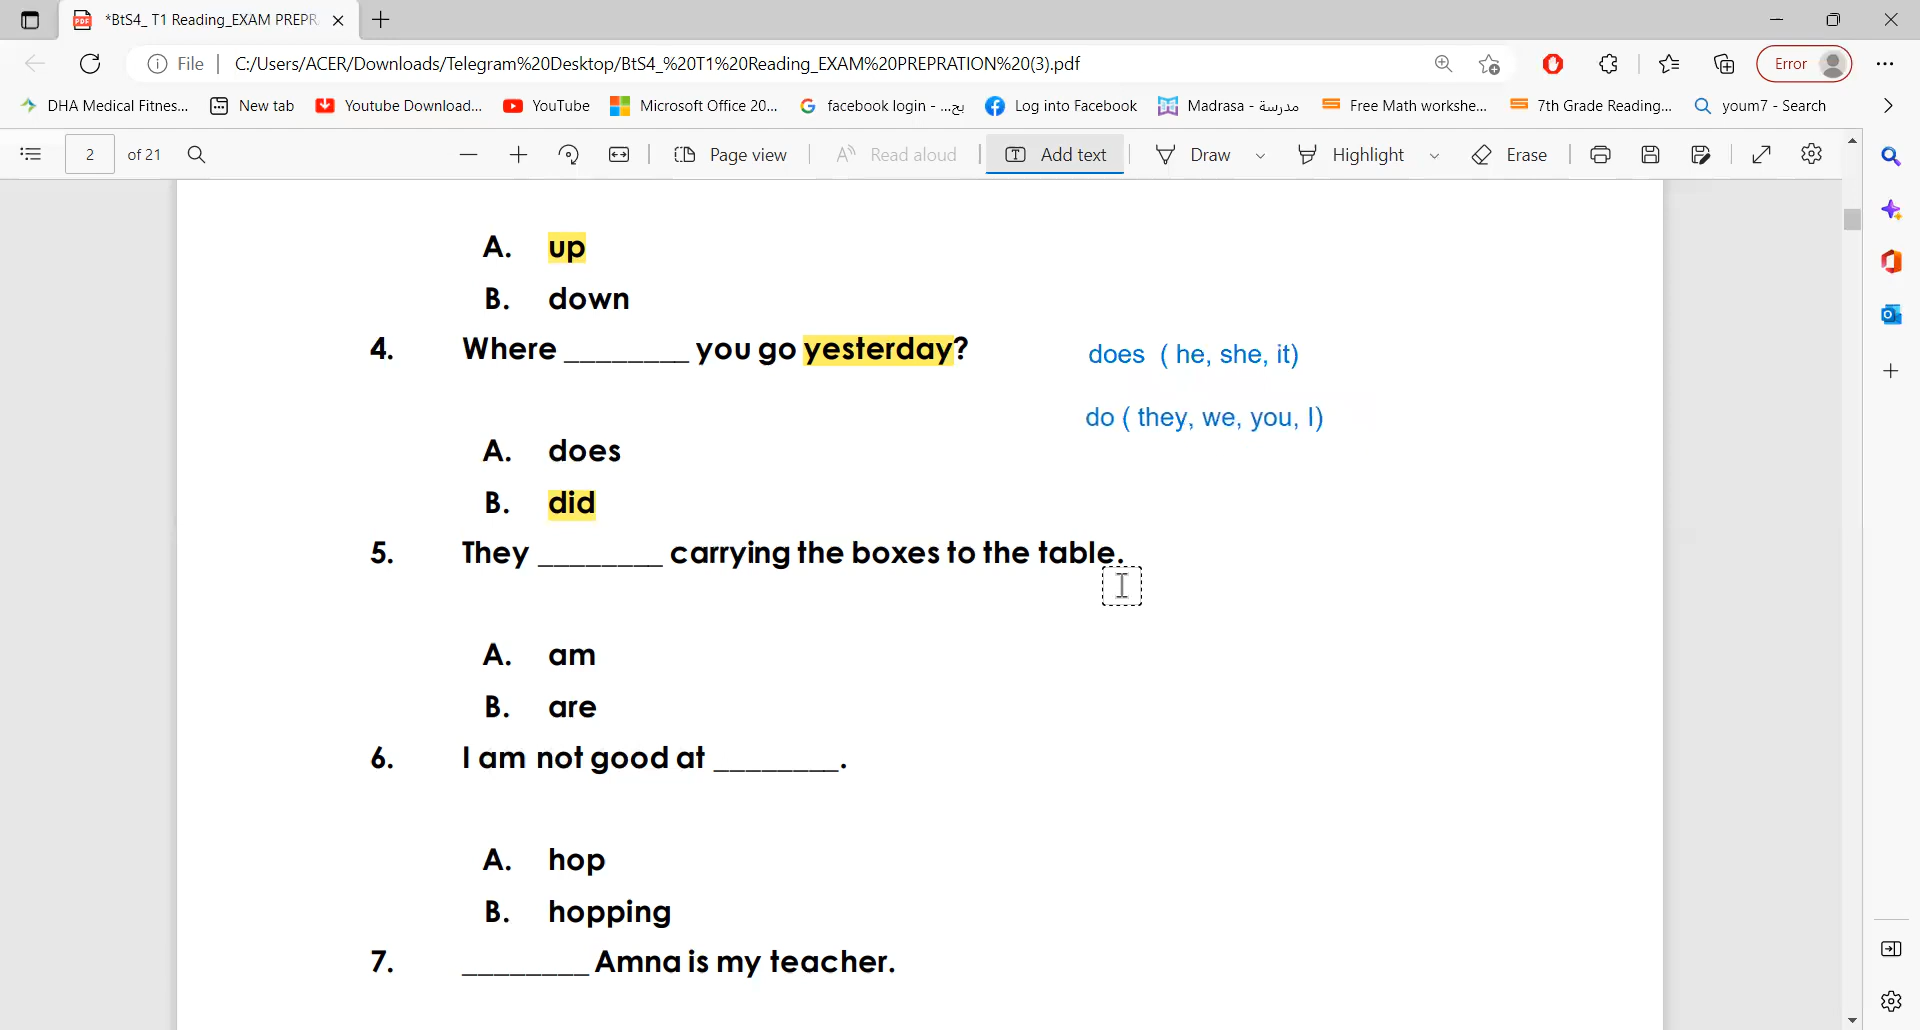 *BtS4_ T1 Reading_EXAM PREPR
File C:/Users/ACER/Downloads/Telegram%20Desktop/BtS4_%20T1%20Reading_EXAM%20PREPRATION%20(3).pdf Error
DHA Medical Fitnes... New tab Youtube Download... YouTube Microsoft Office 20... facebook login - ...بح Log into Facebook Madrasa - مدرسة Free Math workshe... 7th Grade Reading... youm7 - Search
2 of 21 Page view Read aloud Add text Draw Highlight Erase
A. up
B. down
4. Where ________ you go yesterday? does ( he, she, it)
do ( they, we, you, I)
A. does
B. did
5. They ________ carrying the boxes to the table.
A. am
B. are
6. I am not good at ________.
A. hop
B. hopping
7. ________ Amna is my teacher.